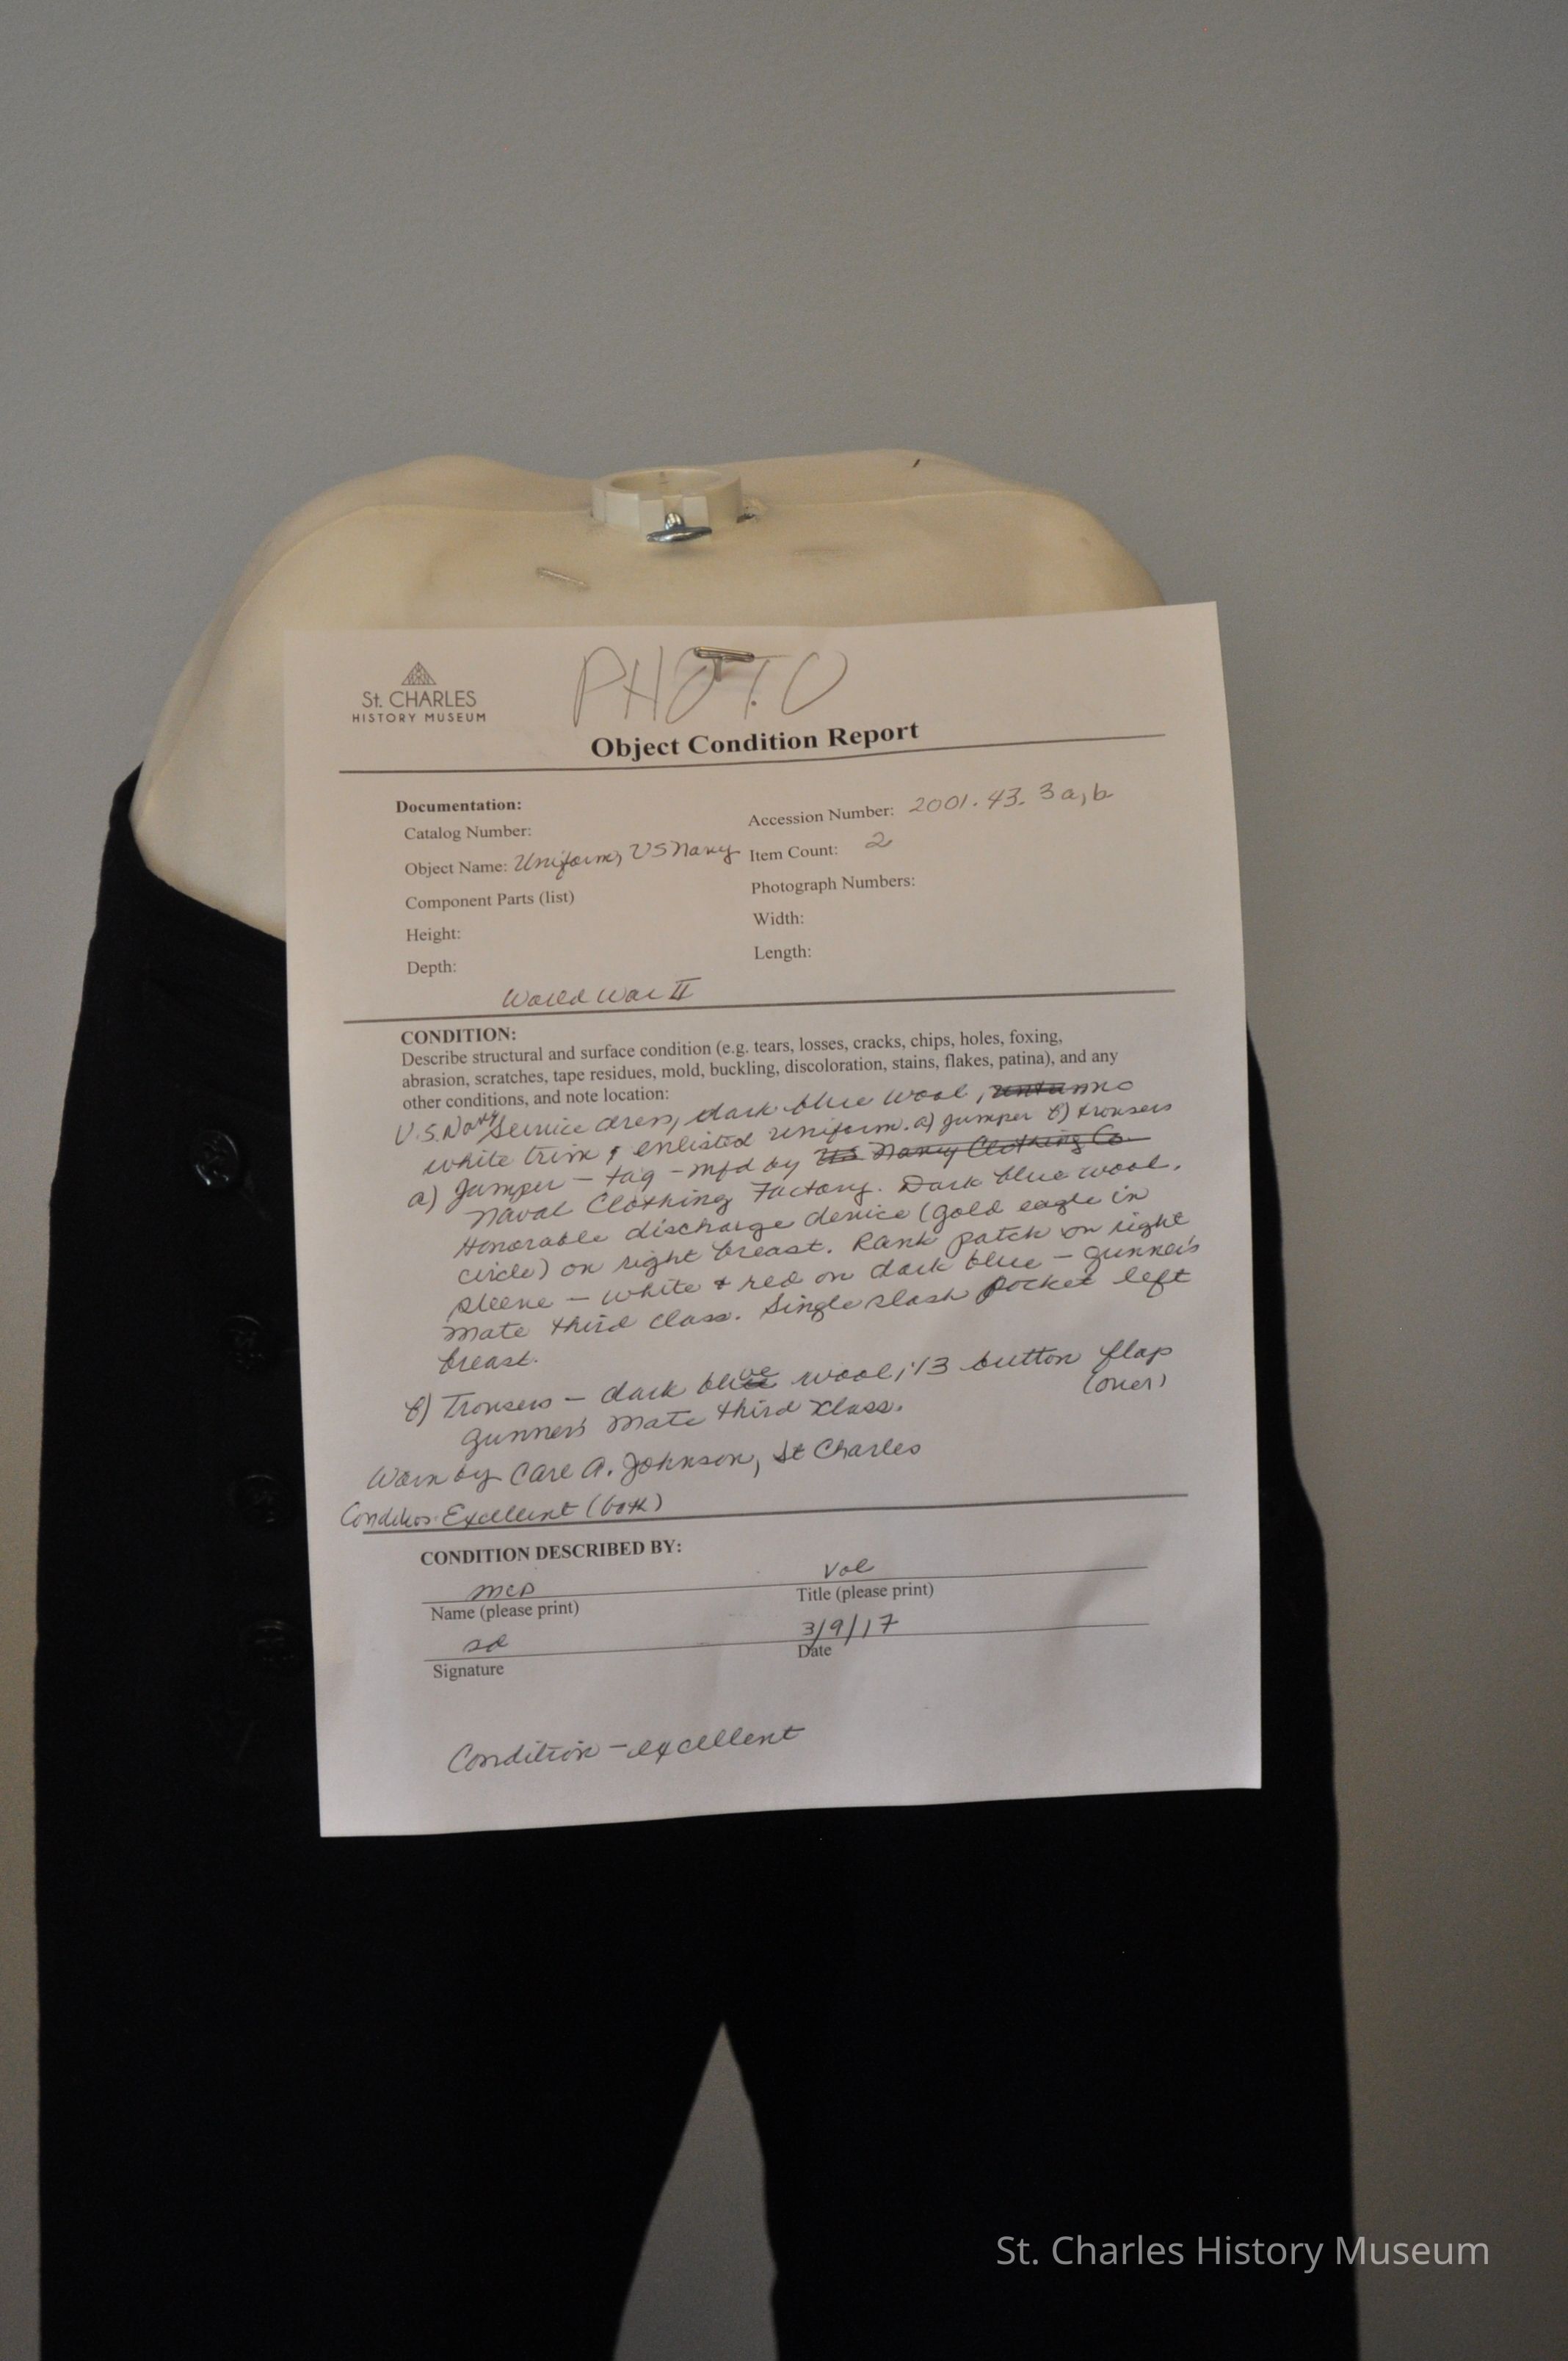 PHOTO
St. CHARLES
HISTORY MUSEUM
Object Condition Report
Documentation:
Catalog Number:
Accession Number: 2001.43.3a,b
Object Name: Uniform, US Navy
Item Count: 2
Component Parts (list)
Photograph Numbers:
Height:
Width:
Depth:
Length:
World War II
CONDITION:
Describe structural and surface condition (e.g. tears, losses, cracks, chips, holes, foxing,
abrasion, scratches, tape residues, mold, buckling, discoloration, stains, flakes, patina), and any
other conditions, and note location:
U.S. Navy Service dress, dark blue wool, no
white trim, enlisted uniform. a) jumper b) trousers
a) Jumper – tag – mfd by US Navy Clothing Co.
Naval Clothing Factory. Dark blue wool.
Honorable discharge device (gold eagle in
circle) on right breast. Rank patch on right
sleeve – white & red on dark blue – gunner's
mate third class. Single slash pocket left
breast.
b) Trousers – dark blue wool, 13 button flap
(over)
gunner's mate third class.
Worn by Carl A. Johnson, St Charles
Condition: Excellent (both)
CONDITION DESCRIBED BY:
Vol
Name (please print)
Title (please print)
3/9/17
Signature
Date
Condition – excellent
St. Charles History Museum